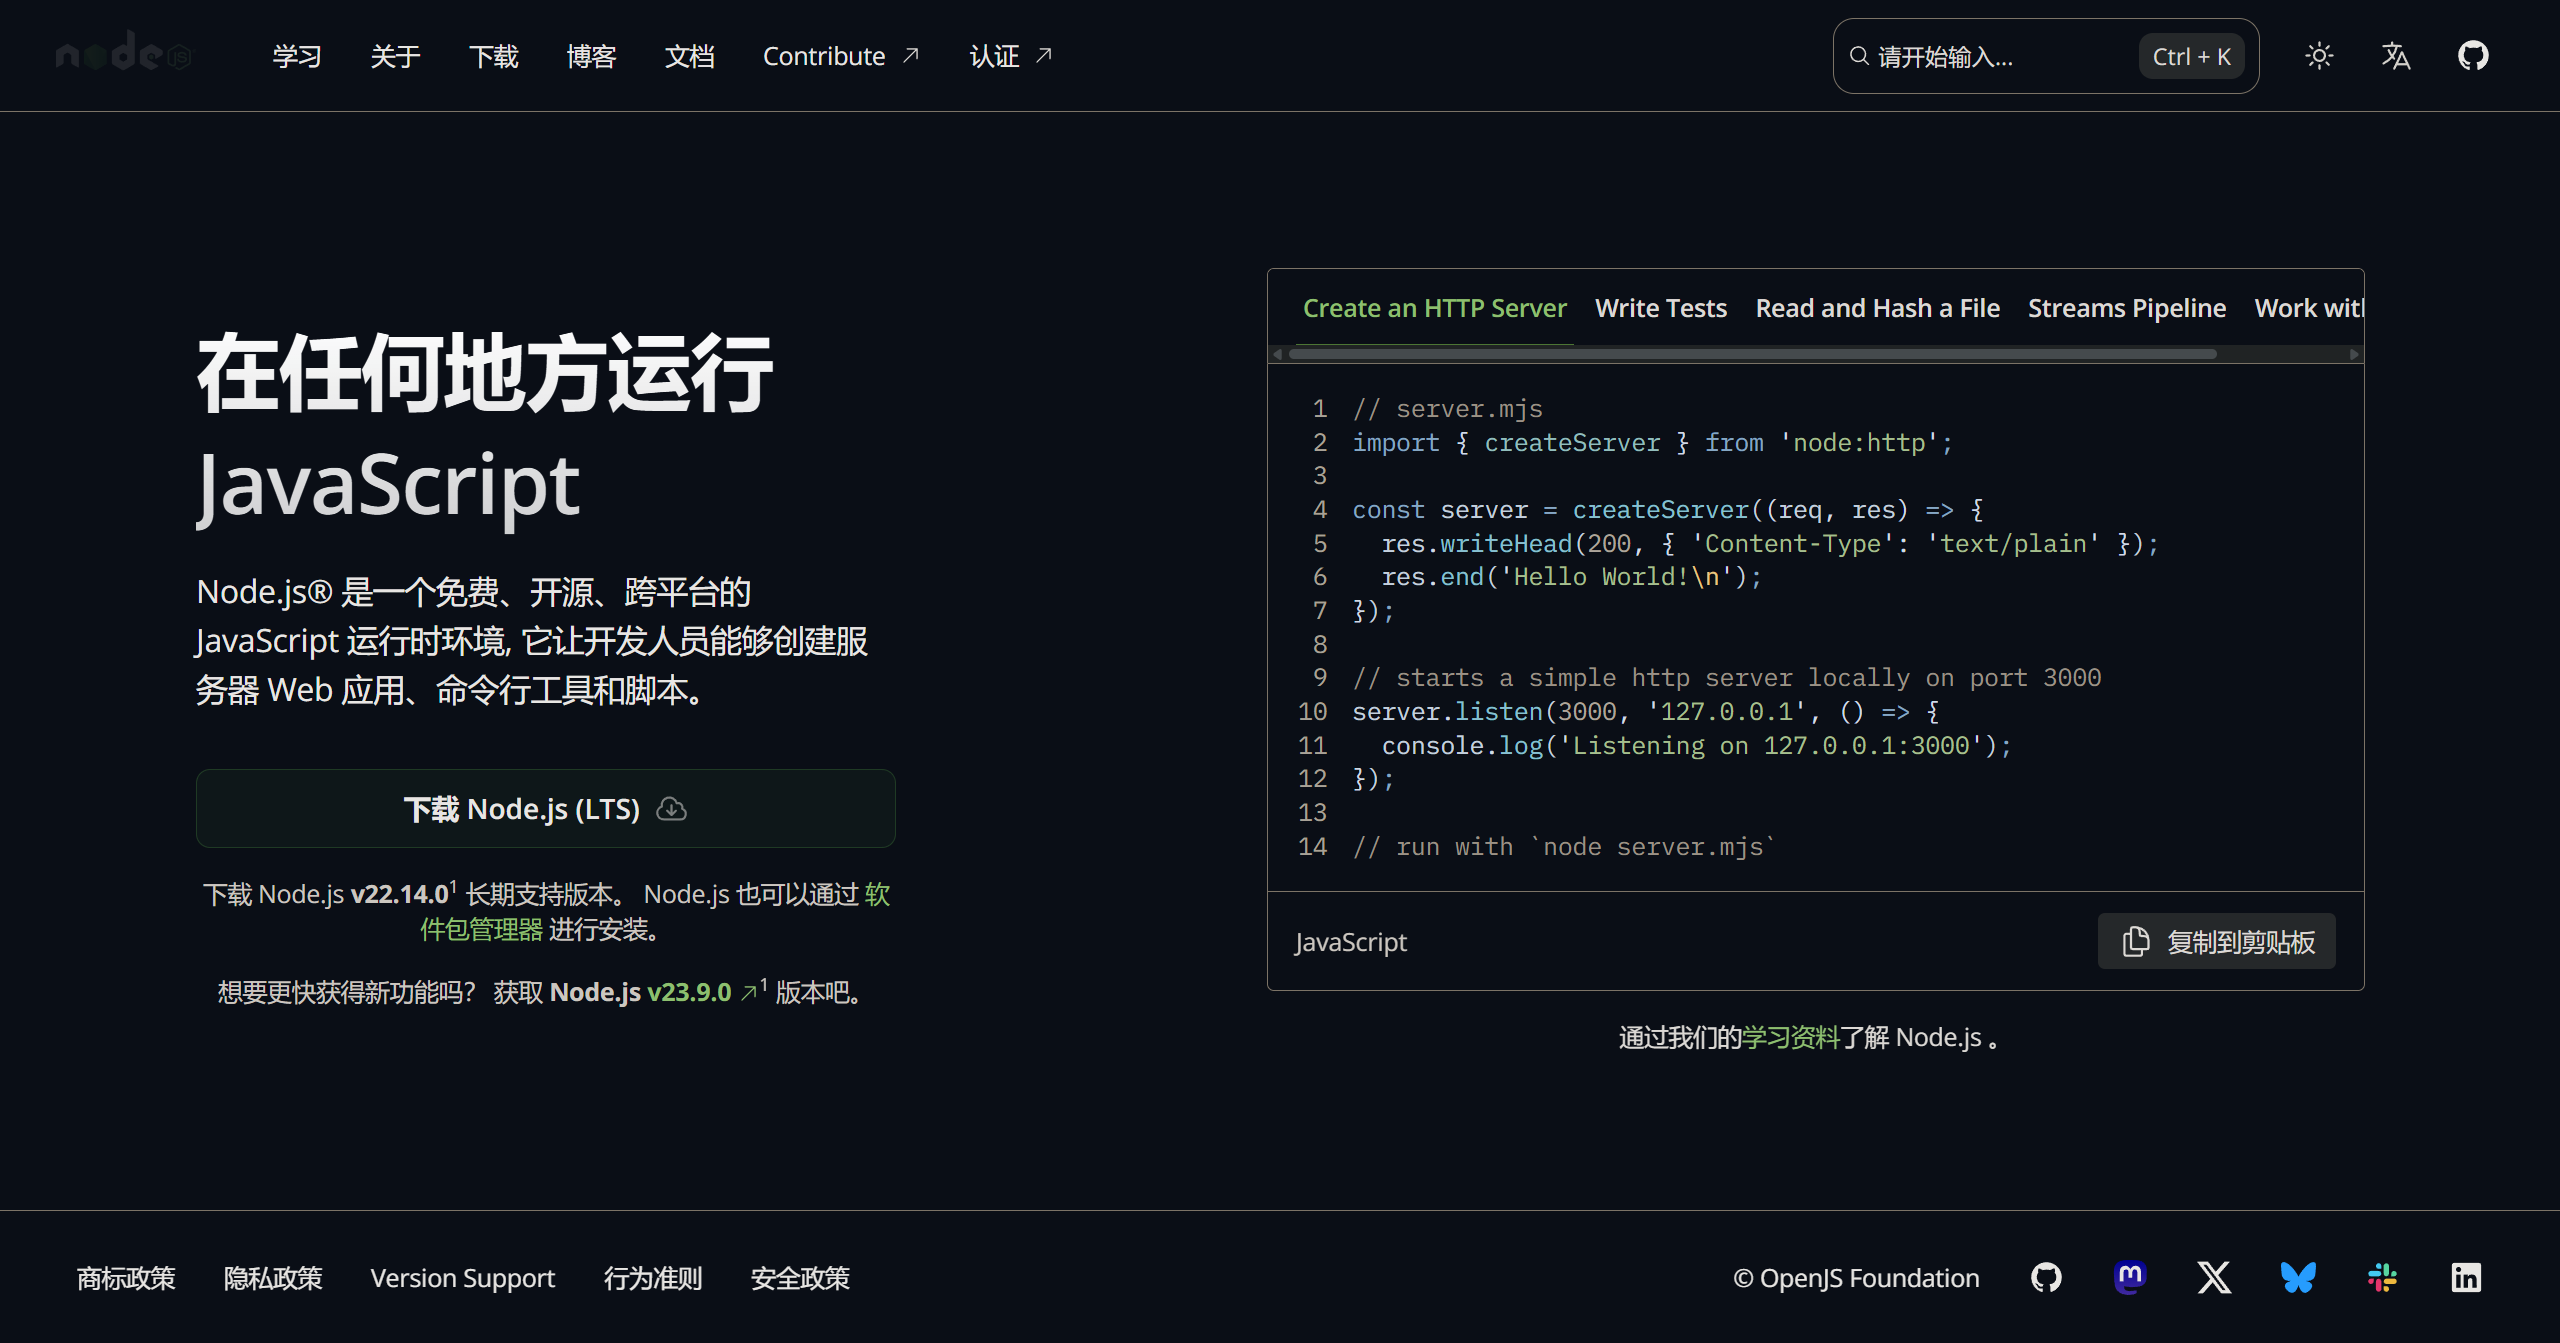 node JS
学习 关于 下载 博客 文档 Contribute 认证
请开始输入... Ctrl + K
在任何地方运行
JavaScript
Node.js® 是一个免费、开源、跨平台的
JavaScript 运行时环境, 它让开发人员能够创建服
务器 Web 应用、命令行工具和脚本。
下载 Node.js (LTS)
下载 Node.js v22.14.0¹ 长期支持版本。 Node.js 也可以通过 软
件包管理器 进行安装。
想要更快获得新功能吗？ 获取 Node.js v23.9.0 ¹ 版本吧。
Create an HTTP Server Write Tests Read and Hash a File Streams Pipeline Work with
1 // server.mjs
2 import { createServer } from 'node:http';
3
4 const server = createServer((req, res) => {
5   res.writeHead(200, { 'Content-Type': 'text/plain' });
6   res.end('Hello World!\n');
7 });
8
9 // starts a simple http server locally on port 3000
10 server.listen(3000, '127.0.0.1', () => {
11   console.log('Listening on 127.0.0.1:3000');
12 });
13
14 // run with `node server.mjs`
JavaScript 复制到剪贴板
通过我们的学习资料了解 Node.js 。
商标政策 隐私政策 Version Support 行为准则 安全政策
© OpenJS Foundation